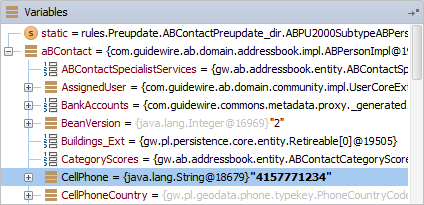 Variables
s static = rules.Preupdate.ABContactPreupdate_dir.ABPU2000SubtypeABPers
aBContact = {com.guidewire.ab.domain.addressbook.impl.ABPersonImpl@19
ABContactSpecialistServices = {gw.ab.addressbook.entity.ABContactSp
AssignedUser = {com.guidewire.ab.domain.community.impl.UserCoreExt
BankAccounts = {com.guidewire.commons.metadata.proxy._generated.
BeanVersion = {java.lang.Integer@16969}"2"
Buildings_Ext = {gw.pl.persistence.core.entity.Retireable[0]@19505}
CategoryScores = {gw.ab.addressbook.entity.ABContactCategoryScore
CellPhone = {java.lang.String@18679}"4157771234"
CellPhoneCountry = {gw.pl.geodata.phone.typekey.PhoneCountryCode